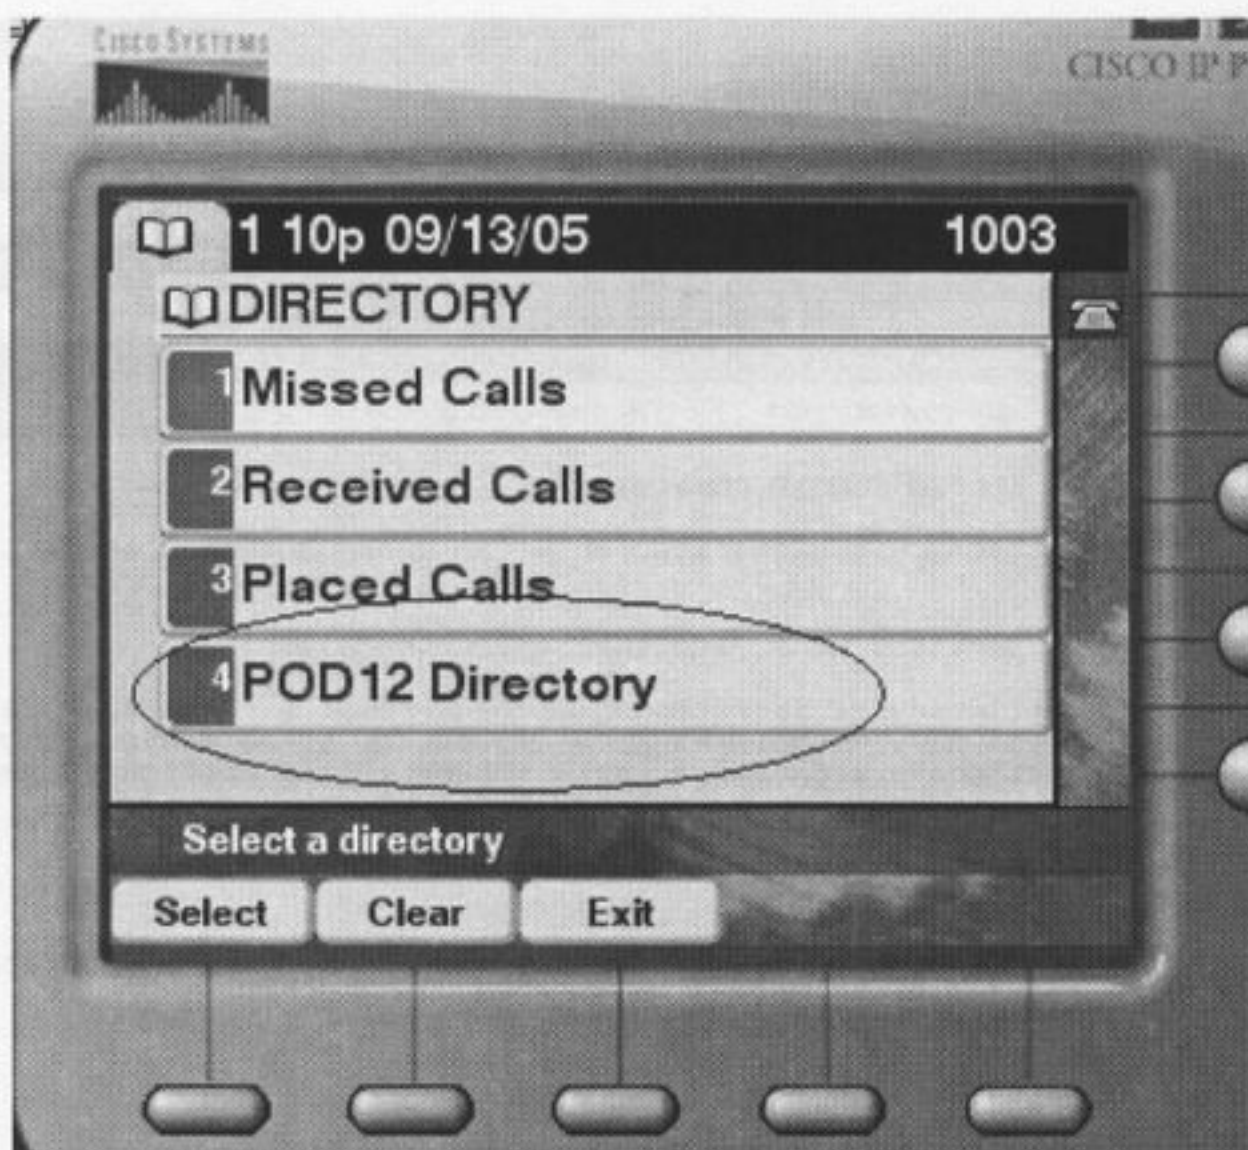 CISCO SYSTEMS
CISCO IP P
1 10p 09/13/05 1003
DIRECTORY
1 Missed Calls
2 Received Calls
3 Placed Calls
4 POD12 Directory
Select a directory
Select Clear Exit